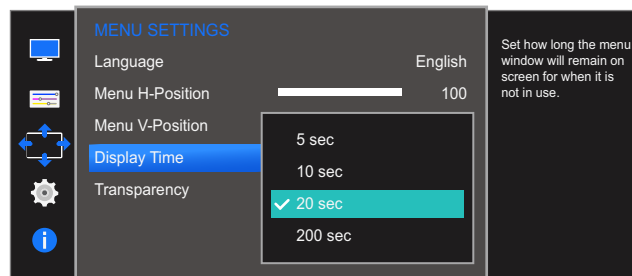 MENU SETTINGS
Language English
Menu H-Position 100
Menu V-Position
Display Time
Transparency
5 sec
10 sec
20 sec
200 sec
Set how long the menu
window will remain on
screen for when it is
not in use.
i